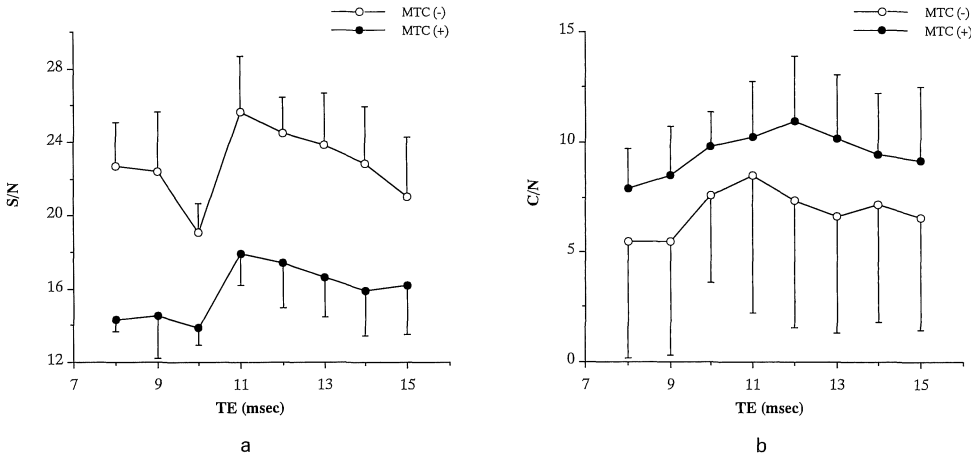 MTC (-)
MTC (+)
S/N
28
24
20
16
12
7
9
11
13
15
TE (msec)
a
MTC (-)
MTC (+)
C/N
15
10
5
0
7
9
11
13
15
TE (msec)
b